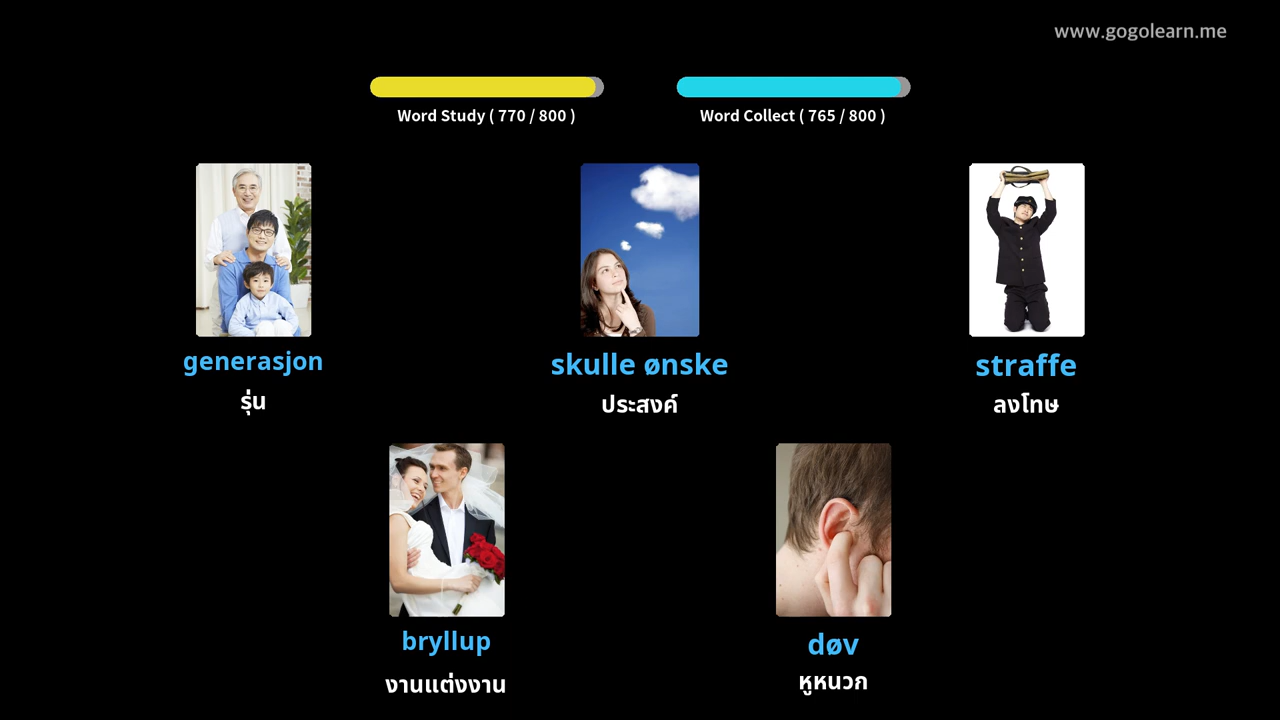 www.gogolearn.me
Word Study ( 770 / 800 )
Word Collect ( 765 / 800 )
generasjon
รุ่น
skulle ønske
ประสงค์
straffe
ลงโทษ
bryllup
งานแต่งงาน
døv
หูหนวก